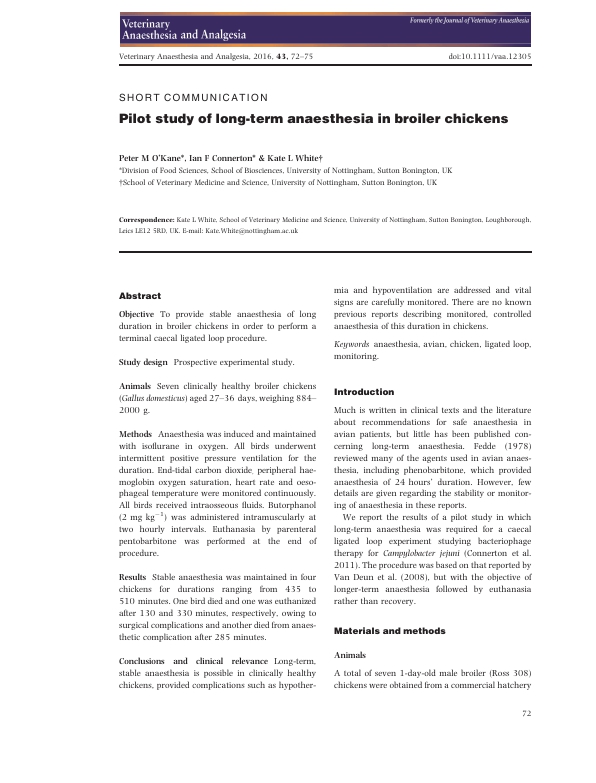 Veterinary
Anaesthesia and Analgesia
Formerly the Journal of Veterinary Anaesthesia
Veterinary Anaesthesia and Analgesia, 2016, 43, 72–75
doi:10.1111/vaa.12305
SHORT COMMUNICATION
Pilot study of long-term anaesthesia in broiler chickens
Peter M O'Kane*, Ian F Connerton* & Kate L White†
*Division of Food Sciences, School of Biosciences, University of Nottingham, Sutton Bonington, UK
†School of Veterinary Medicine and Science, University of Nottingham, Sutton Bonington, UK
Correspondence: Kate L White, School of Veterinary Medicine and Science, University of Nottingham, Sutton Bonington, Loughborough,
Leics LE12 5RD, UK. E-mail: Kate.White@nottingham.ac.uk
Abstract
Objective To provide stable anaesthesia of long
duration in broiler chickens in order to perform a
terminal caecal ligated loop procedure.
Study design Prospective experimental study.
Animals Seven clinically healthy broiler chickens
(Gallus domesticus) aged 27–36 days, weighing 884–
2000 g.
Methods Anaesthesia was induced and maintained
with isoflurane in oxygen. All birds underwent
intermittent positive pressure ventilation for the
duration. End-tidal carbon dioxide, peripheral hae-
moglobin oxygen saturation, heart rate and oeso-
phageal temperature were monitored continuously.
All birds received intraosseous fluids. Butorphanol
(2 mg kg−1) was administered intramuscularly at
two hourly intervals. Euthanasia by parenteral
pentobarbitone was performed at the end of
procedure.
Results Stable anaesthesia was maintained in four
chickens for durations ranging from 435 to
510 minutes. One bird died and one was euthanized
after 130 and 330 minutes, respectively, owing to
surgical complications and another died from anaes-
thetic complication after 285 minutes.
Conclusions and clinical relevance Long-term,
stable anaesthesia is possible in clinically healthy
chickens, provided complications such as hypother-
mia and hypoventilation are addressed and vital
signs are carefully monitored. There are no known
previous reports describing monitored, controlled
anaesthesia of this duration in chickens.
Keywords anaesthesia, avian, chicken, ligated loop,
monitoring.
Introduction
Much is written in clinical texts and the literature
about recommendations for safe anaesthesia in
avian patients, but little has been published con-
cerning long-term anaesthesia. Fedde (1978)
reviewed many of the agents used in avian anaes-
thesia, including phenobarbitone, which provided
anaesthesia of 24 hours' duration. However, few
details are given regarding the stability or monitor-
ing of anaesthesia in these reports.
We report the results of a pilot study in which
long-term anaesthesia was required for a caecal
ligated loop experiment studying bacteriophage
therapy for Campylobacter jejuni (Connerton et al.
2011). The procedure was based on that reported by
Van Deun et al. (2008), but with the objective of
longer-term anaesthesia followed by euthanasia
rather than recovery.
Materials and methods
Animals
A total of seven 1-day-old male broiler (Ross 308)
chickens were obtained from a commercial hatchery
72